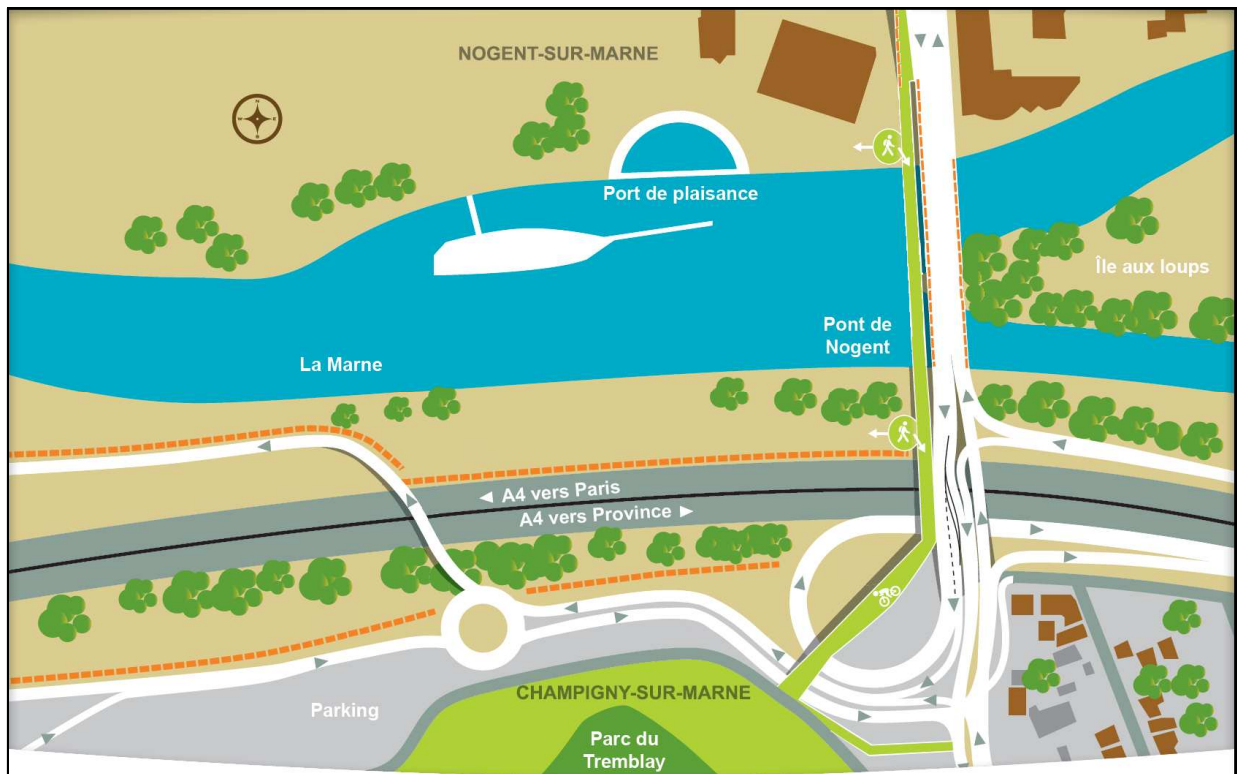 NOGENT-SUR-MARNE
Port de plaisance
Île aux loups
Pont de
Nogent
La Marne
A4 vers Paris
A4 vers Province
CHAMPIGNY-SUR-MARNE
Parking
Parc du
Tremblay